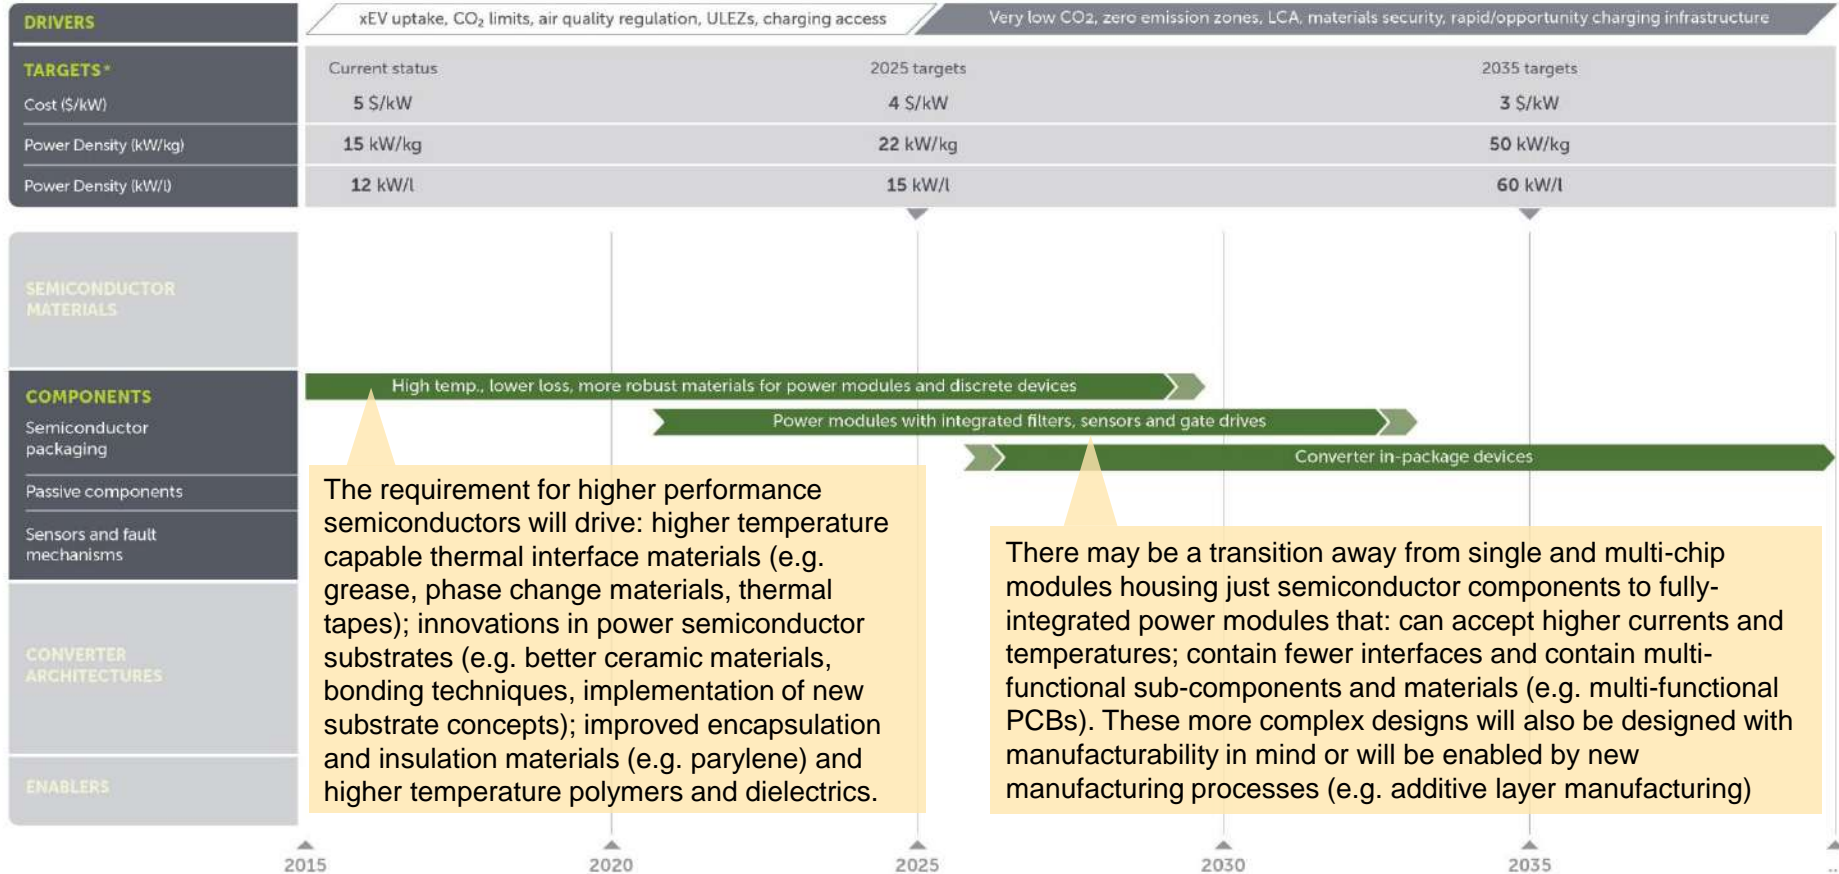 DRIVERS
xEV uptake, CO₂ limits, air quality regulation, ULEZs, charging access
Very low CO2, zero emission zones, LCA, materials security, rapid/opportunity charging infrastructure
TARGETS*
Current status
2025 targets
2035 targets
Cost ($/kW)
5 $/kW
4 $/kW
3 $/kW
Power Density (kW/kg)
15 kW/kg
22 kW/kg
50 kW/kg
Power Density (kW/l)
12 kW/l
15 kW/l
60 kW/l
SEMICONDUCTOR
MATERIALS
COMPONENTS
Semiconductor
packaging
Passive components
Sensors and fault
mechanisms
High temp., lower loss, more robust materials for power modules and discrete devices
Power modules with integrated filters, sensors and gate drives
Converter in-package devices
The requirement for higher performance
semiconductors will drive: higher temperature
capable thermal interface materials (e.g.
grease, phase change materials, thermal
tapes); innovations in power semiconductor
substrates (e.g. better ceramic materials,
bonding techniques, implementation of new
substrate concepts); improved encapsulation
and insulation materials (e.g. parylene) and
higher temperature polymers and dielectrics.
There may be a transition away from single and multi-chip
modules housing just semiconductor components to fully-
integrated power modules that: can accept higher currents and
temperatures; contain fewer interfaces and contain multi-
functional sub-components and materials (e.g. multi-functional
PCBs). These more complex designs will also be designed with
manufacturability in mind or will be enabled by new
manufacturing processes (e.g. additive layer manufacturing)
CONVERTER
ARCHITECTURES
ENABLERS
2015
2020
2025
2030
2035
..